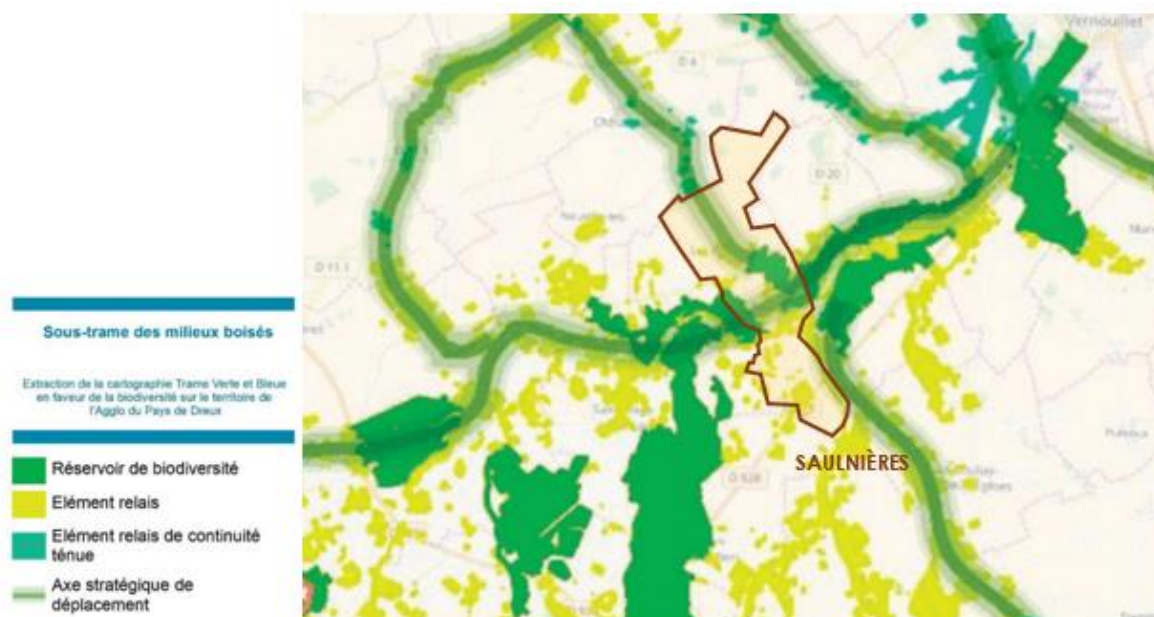 Sous-trame des milieux boisés
Extraction de la cartographie Trame Verte et Bleue
en faveur de la biodiversité sur le territoire de
l'Agglo du Pays de Dreux
Réservoir de biodiversité
Elément relais
Elément relais de continuité
ténue
Axe stratégique de
déplacement
Vernouillet
D 20
D 11.1
D 928
SAULNIÈRES